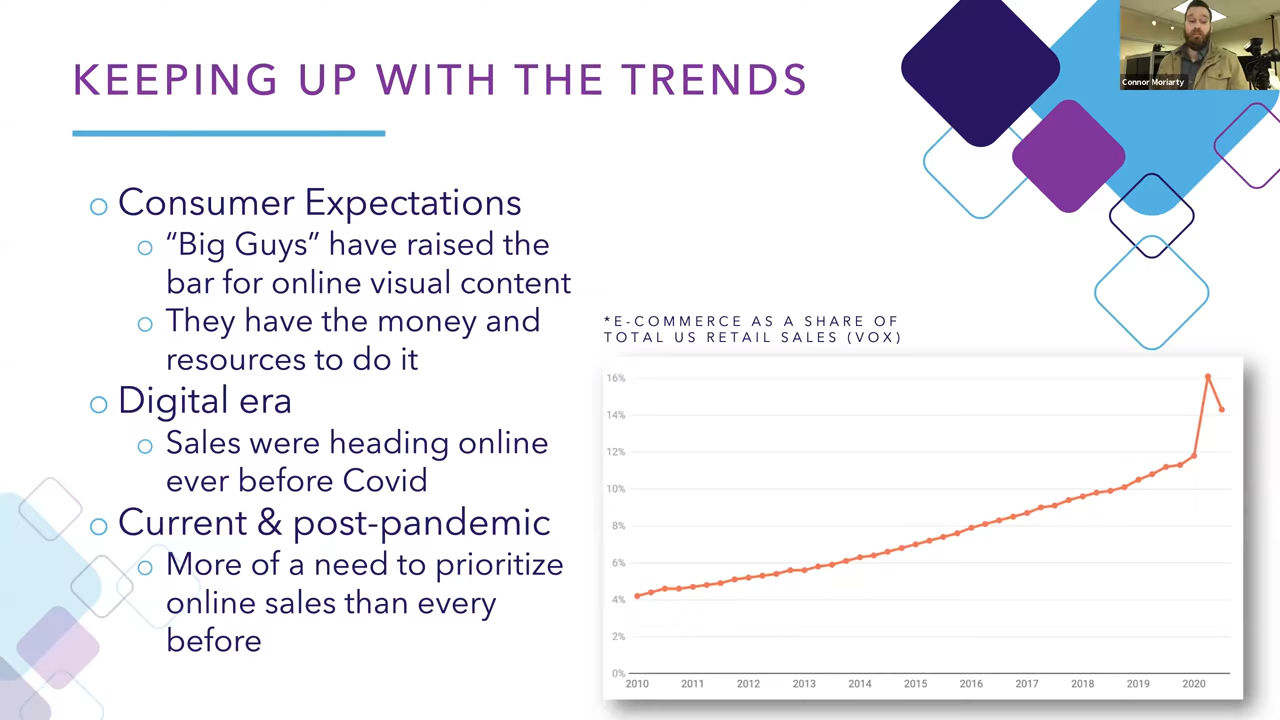 Connor Moriarty
KEEPING UP WITH THE TRENDS
Consumer Expectations
“Big Guys” have raised the
bar for online visual content
They have the money and
resources to do it
Digital era
Sales were heading online
ever before Covid
Current & post-pandemic
More of a need to prioritize
online sales than every
before
*E-COMMERCE AS A SHARE OF
TOTAL US RETAIL SALES (VOX)
16%
14%
12%
10%
8%
6%
4%
2%
0%
2010 2011 2012 2013 2014 2015 2016 2017 2018 2019 2020